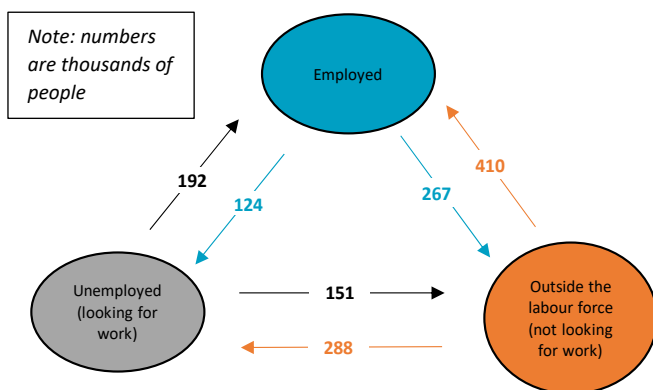 Note: numbers
are thousands of
people
Employed
192
124
267
410
Unemployed
(looking for
work)
151
288
Outside the
labour force
(not looking
for work)